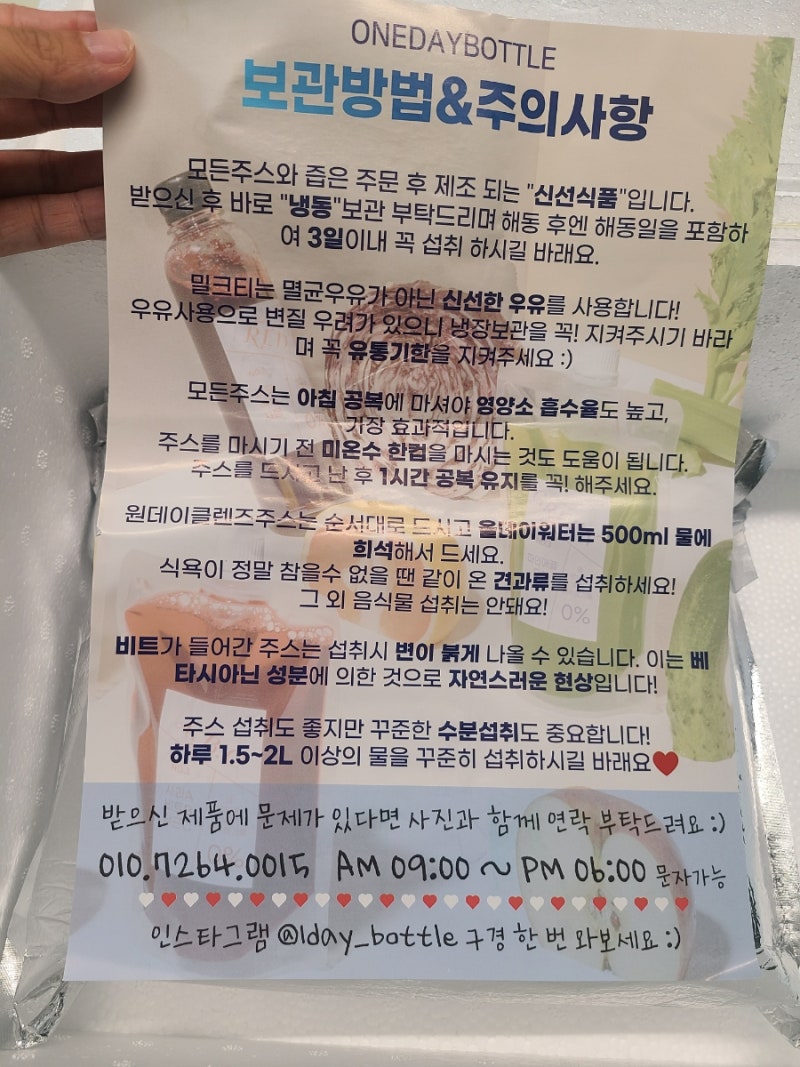 ONEDAYBOTTLE
보관방법&주의사항
모든주스와 즙은 주문 후 제조 되는 "신선식품"입니다.
받으신 후 바로 "냉동"보관 부탁드리며 해동 후엔 해동일을 포함하
여 3일이내 꼭 섭취 하시길 바래요.
밀크티는 멸균우유가 아닌 신선한 우유를 사용합니다!
우유사용으로 변질 우려가 있으니 냉장보관을 꼭! 지켜주시기 바라
며 꼭 유통기한을 지켜주세요 :)
모든주스는 아침 공복에 마셔야 영양소 흡수율도 높고,
가장 효과적입니다.
주스를 마시기 전 미온수 한컵을 마시는 것도 도움이 됩니다.
주스를 드시고 난 후 1시간 공복 유지를 꼭! 해주세요.
원데이클렌즈주스는 순서대로 드시고 올데이워터는 500ml 물에
희석해서 드세요.
식욕이 정말 참을수 없을 땐 같이 온 견과류를 섭취하세요!
그 외 음식물 섭취는 안돼요!
비트가 들어간 주스는 섭취시 변이 붉게 나올 수 있습니다. 이는 베
타시아닌 성분에 의한 것으로 자연스러운 현상입니다!
주스 섭취도 좋지만 꾸준한 수분섭취도 중요합니다!
하루 1.5~2L 이상의 물을 꾸준히 섭취하시길 바래요❤
받으신 제품에 문제가 있다면 사진과 함께 연락 부탁드려요 :)
010.7264.0015 AM 09:00 ~ PM 06:00 문자가능
인스타그램 @1day_bottle 구경 한 번 와보세요 :)